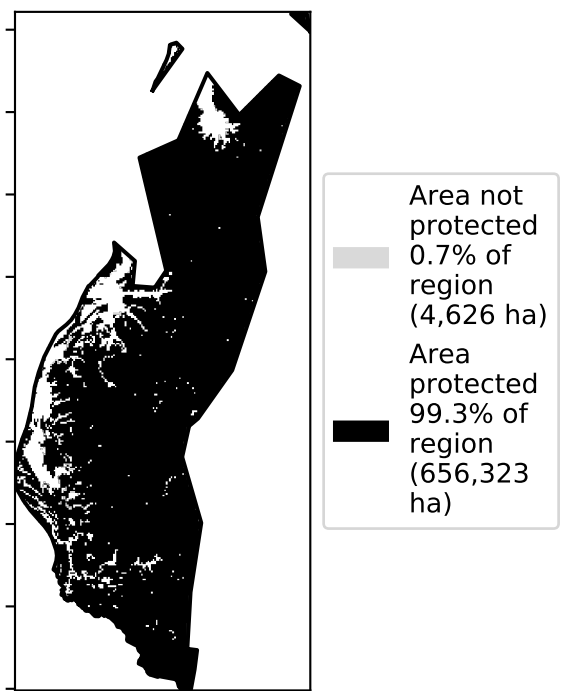 Area not
protected
0.7% of
region
(4,626 ha)
Area
protected
99.3% of
region
(656,323
ha)